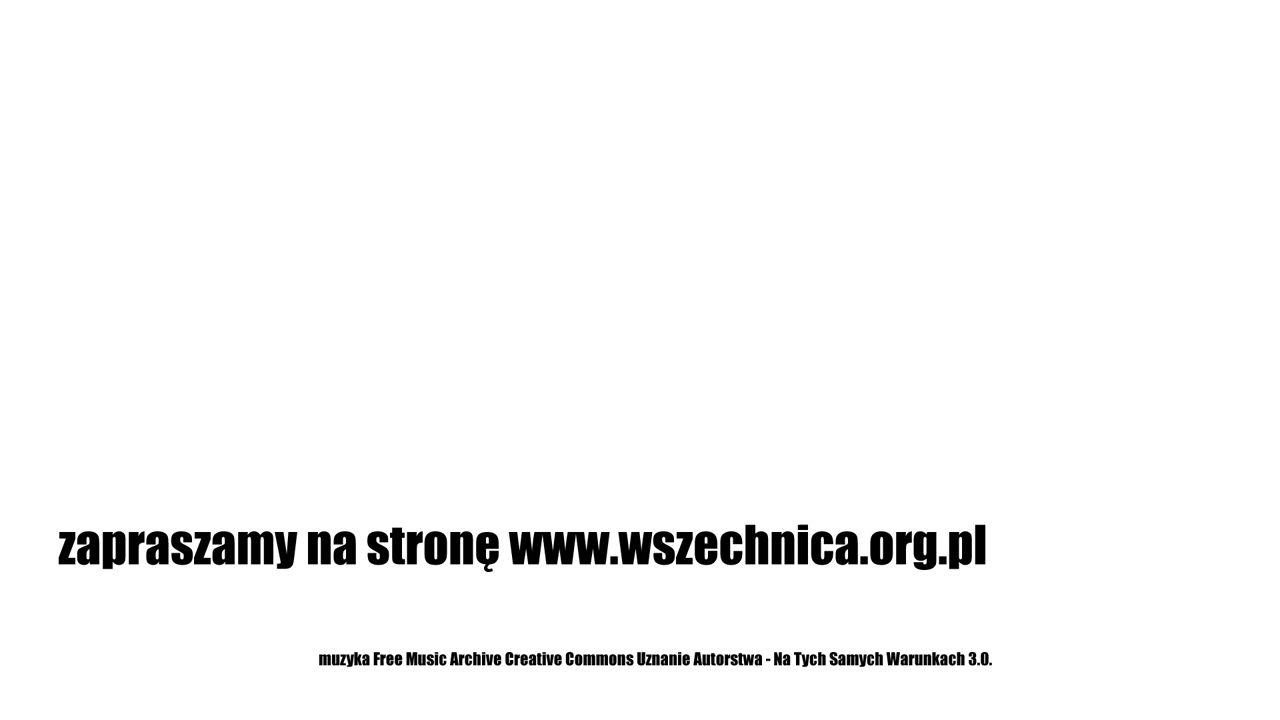 zapraszamy na stronę www.wszechnica.org.pl
muzyka Free Music Archive Creative Commons Uznanie Autorstwa - Na Tych Samych Warunkach 3.0.